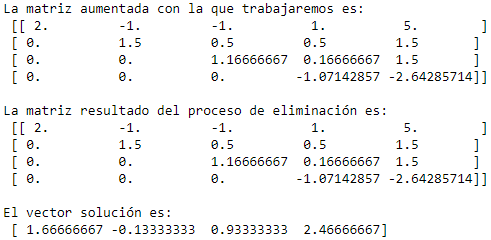 La matriz aumentada con la que trabajaremos es:
[[ 2. -1. -1. 1. 5. ]
[ 0. 1.5 0.5 0.5 1.5 ]
[ 0. 0. 1.16666667 0.16666667 1.5 ]
[ 0. 0. 0. -1.07142857 -2.64285714]]
La matriz resultado del proceso de eliminación es:
[[ 2. -1. -1. 1. 5. ]
[ 0. 1.5 0.5 0.5 1.5 ]
[ 0. 0. 1.16666667 0.16666667 1.5 ]
[ 0. 0. 0. -1.07142857 -2.64285714]]
El vector solución es:
[ 1.66666667 -0.13333333 0.93333333 2.46666667]